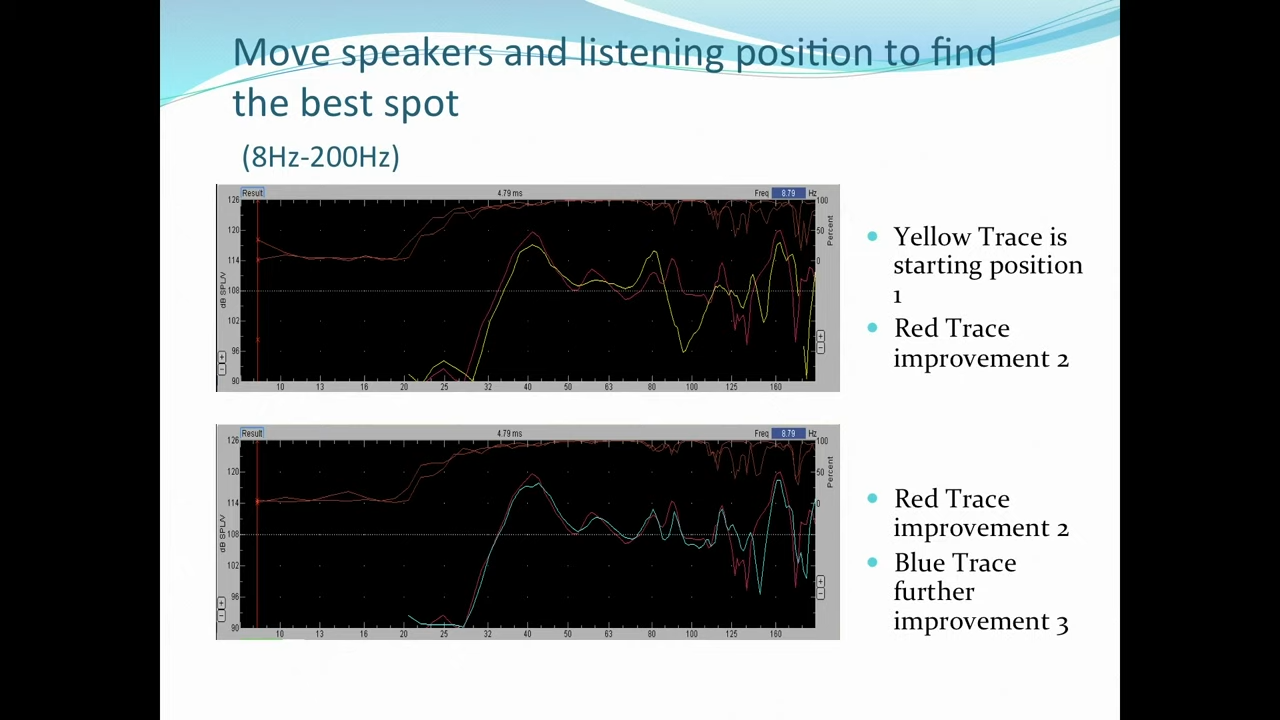 Move speakers and listening position to find
the best spot
(8Hz-200Hz)
Result 4.79 ms Freq 8.79 Hz
126 100
120 50
114 0
108
102
96
90
dB SPL/V
Percent
+
−
+
−
10 13 16 20 25 32 40 50 63 80 100 125 160
• Yellow Trace is
starting position
1
• Red Trace
improvement 2
Result 4.79 ms Freq 8.79 Hz
126 100
120 50
114 0
108
102
96
90
dB SPL/V
Percent
+
−
+
−
10 13 16 20 25 32 40 50 63 80 100 125 160
• Red Trace
improvement 2
• Blue Trace
further
improvement 3